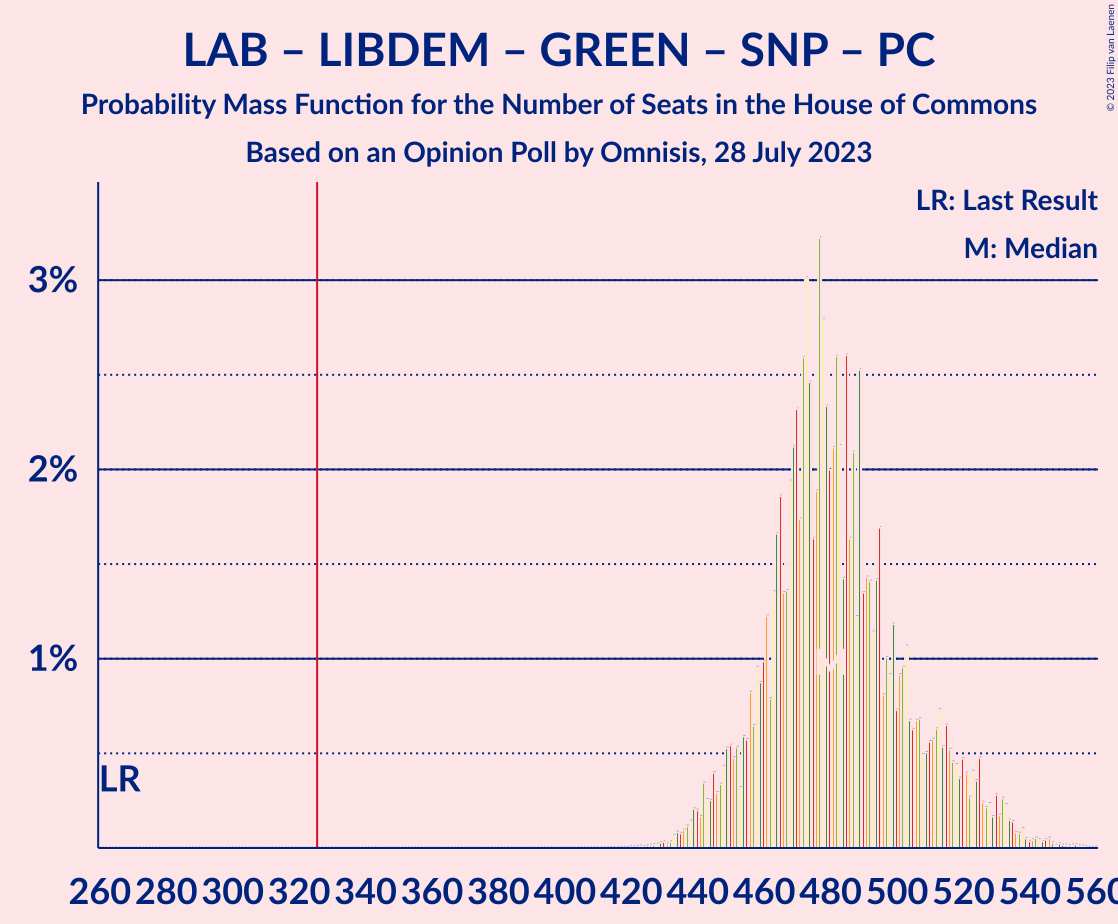 LAB – LIBDEM – GREEN – SNP – PC
Probability Mass Function for the Number of Seats in the House of Commons
Based on an Opinion Poll by Omnisis, 28 July 2023
© 2023 Filip van Laenen
LR: Last Result
M: Median
3%
2%
1%
LR
M
260 280 300 320 340 360 380 400 420 440 460 480 500 520 540 560